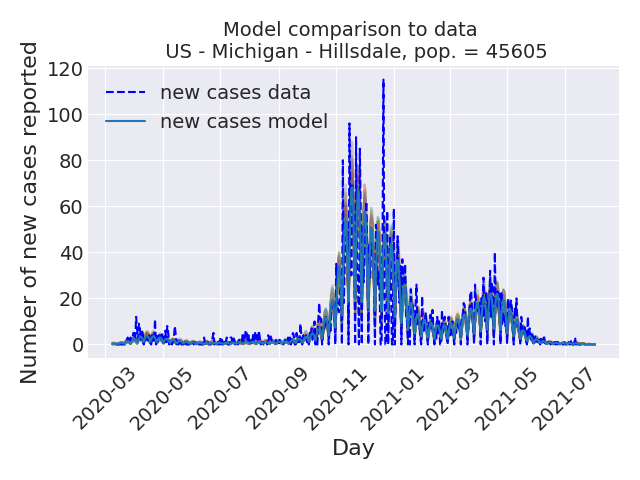 Model comparison to data
US - Michigan - Hillsdale, pop. = 45605
Number of new cases reported
120
100
80
60
40
20
0
new cases data
new cases model
2020-03
2020-05
2020-07
2020-09
2020-11
2021-01
2021-03
2021-05
2021-07
Day